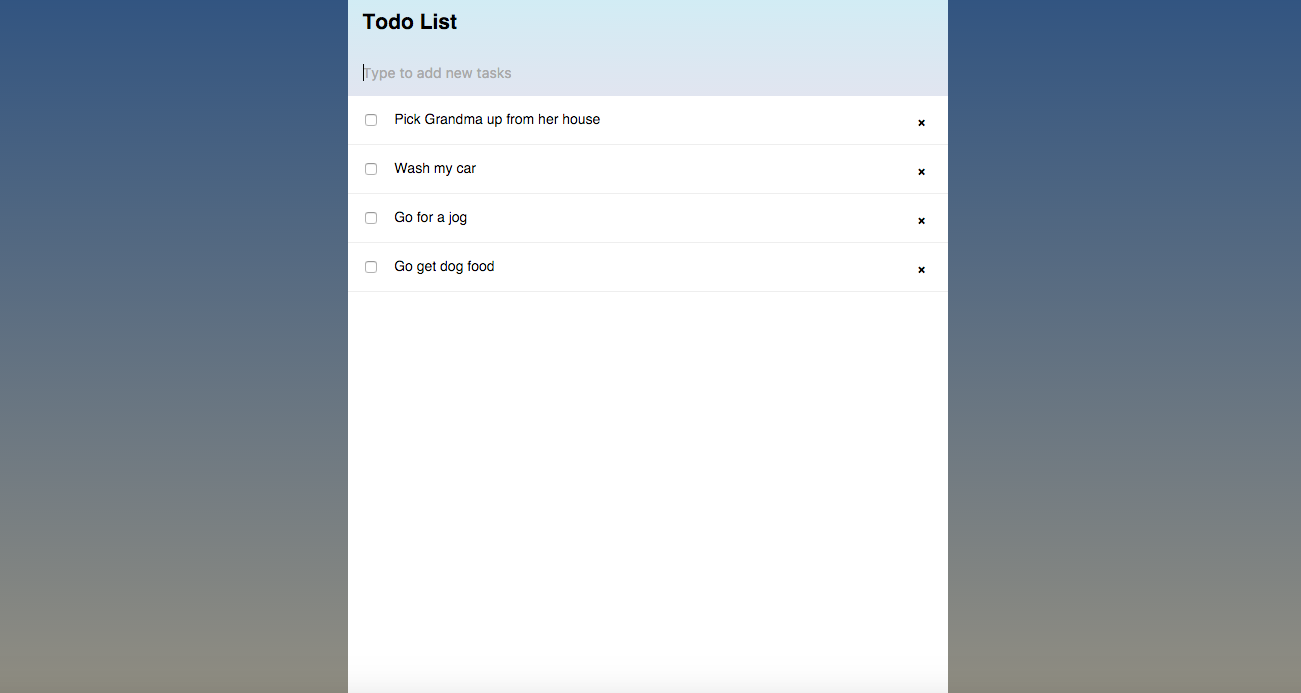 Todo List
Type to add new tasks
Pick Grandma up from her house ×
Wash my car ×
Go for a jog ×
Go get dog food ×